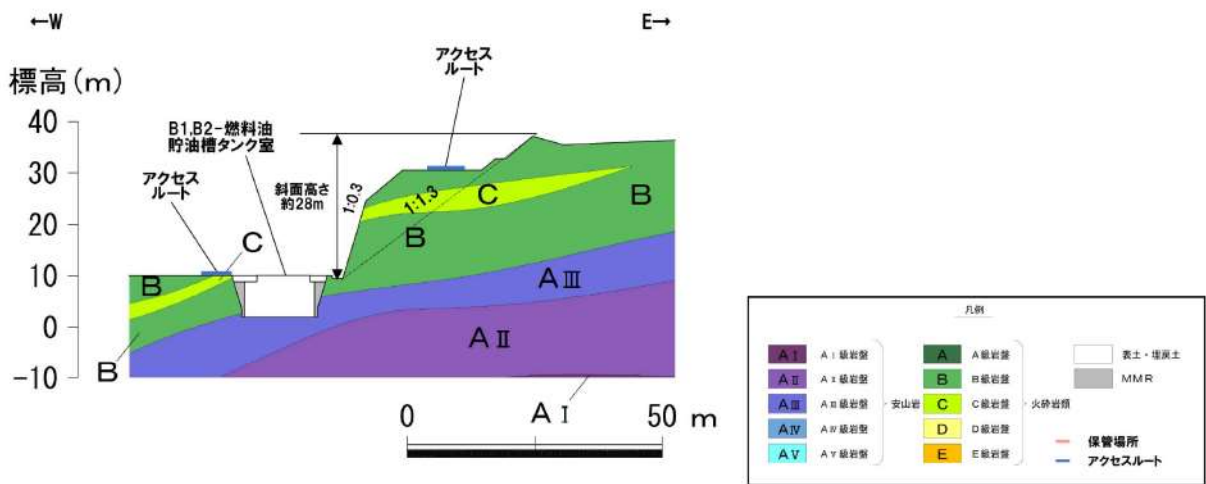 ←W
E→
標高(m)
アクセス
ルート
B1,B2-燃料油
貯油槽タンク室
アクセス
ルート
斜面高さ
約28m
1:0.3
1:1.3
40
30
20
10
0
-10
C
B
C
B
B
B
AⅢ
AⅡ
AⅠ
0
50
m
凡例
AⅠ AⅠ級岩盤
AⅡ
AⅢ AⅢ級岩盤
AⅣ AⅣ級岩盤
AⅤ AⅤ級岩盤
安山岩
A A級岩盤
B B級岩盤
C C級岩盤
D D級岩盤
E E級岩盤
火砕岩類
表土・埋戻土
MMR
保管場所
アクセスルート